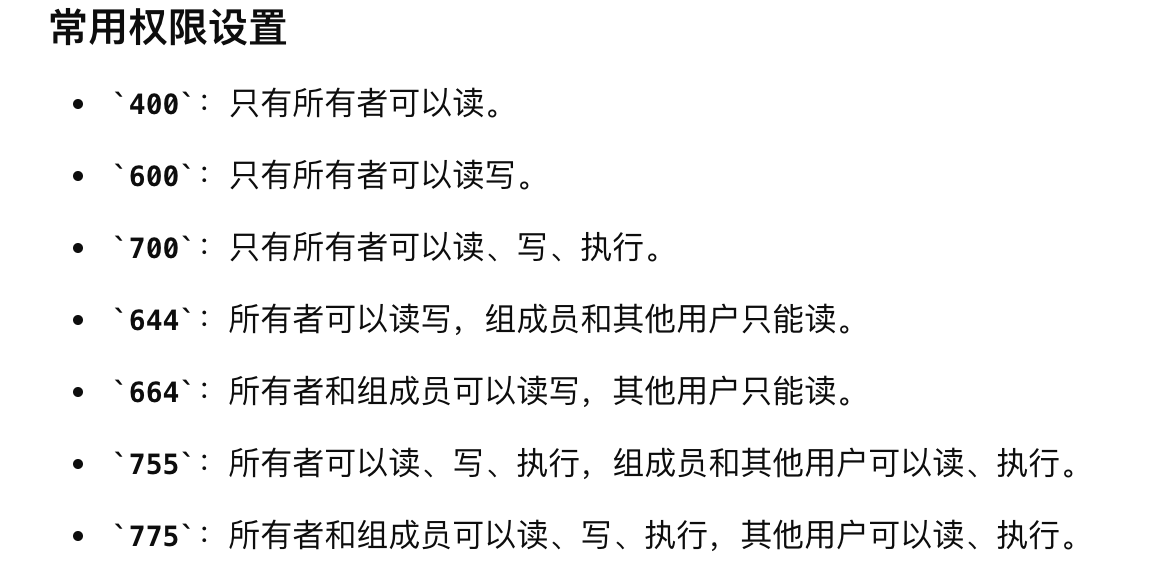 常用权限设置
• `400`：只有所有者可以读。
• `600`：只有所有者可以读写。
• `700`：只有所有者可以读、写、执行。
• `644`：所有者可以读写，组成员和其他用户只能读。
• `664`：所有者和组成员可以读写，其他用户只能读。
• `755`：所有者可以读、写、执行，组成员和其他用户可以读、执行。
• `775`：所有者和组成员可以读、写、执行，其他用户可以读、执行。